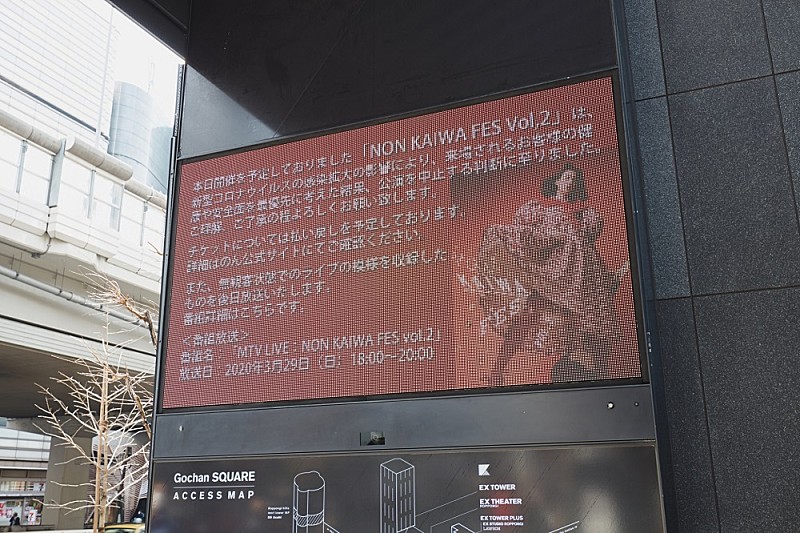 本日開催を予定しておりました「NON KAIWA FES Vol,2」は、
新型コロナウイルスの感染拡大の影響により、来場されるお客様の健
康や安全面を最優先に考えた結果、公演を中止する判断に至りました。
ご理解、ご了承の程よろしくお願い致します。
チケットについては払い戻しを予定しております。
詳細はのん公式サイトにてご確認ください
また、無観客状態でのライブの模様を収録した
ものを後日放送いたします。
番組詳細はこちらです。
＜番組放送＞
番組名 「MTV LIVE : NON KAIWA FES vol.2」
放送日 2020年3月29日（日）18:00～20:00
KAIWA
FES
Vol.2
Gochan SQUARE
ACCESS MAP
EX TOWER
EX THEATER
ROPPONGI
EX TOWER PLUS